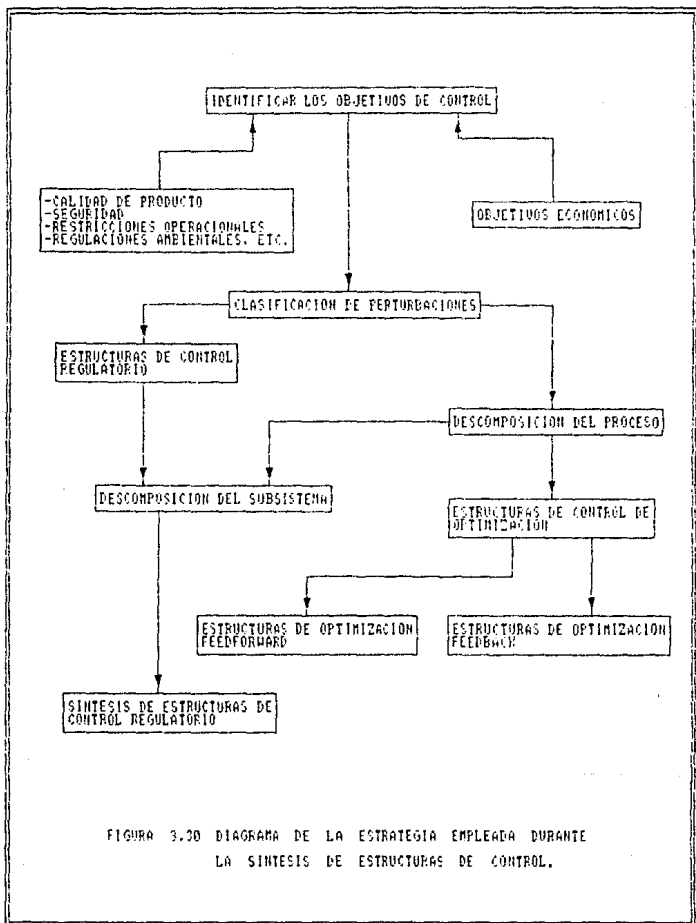 IDENTIFICAR LOS OBJETIVOS DE CONTROL
-CALIDAD DE PRODUCTO
-SEGURIDAD
-RESTRICCIONES OPERACIONALES
-REGULACIONES AMBIENTALES. ETC.
OBJETIVOS ECONOMICOS
CLASIFICACION DE PERTURBACIONES
ESTRUCTURAS DE CONTROL
REGULATORIO
DESCOMPOSICION DEL PROCESO
DESCOMPOSICION DEL SUBSISTEMA
ESTRUCTURAS DE CONTROL DE
OPTIMIZACION
ESTRUCTURAS DE OPTIMIZACION
FEEDFORWARD
ESTRUCTURAS DE OPTIMIZACION
FEEDBACK
SINTESIS DE ESTRUCTURAS DE
CONTROL REGULATORIO
FIGURA 3.30 DIAGRAMA DE LA ESTRATEGIA EMPLEADA DURANTE
LA SINTESIS DE ESTRUCTURAS DE CONTROL.